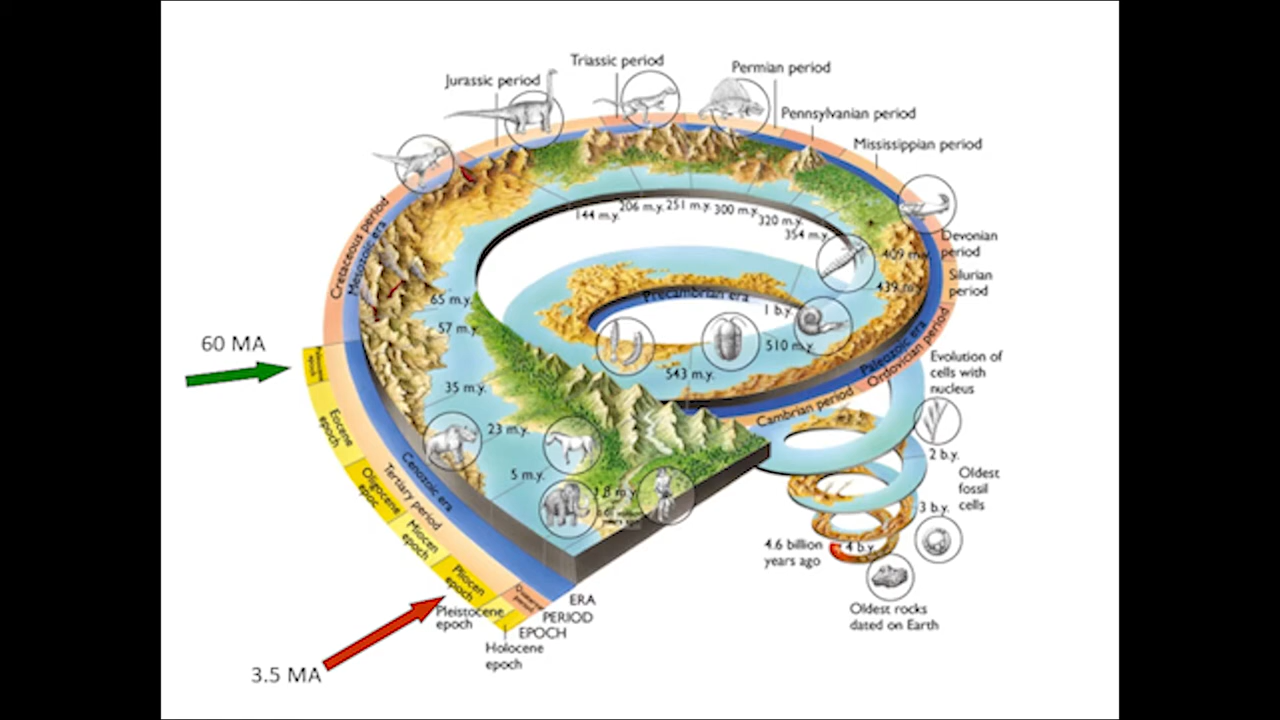 Triassic period
Permian period
Jurassic period
Pennsylvanian period
Mississippian period
144 m.y.
206 m.y.
251 m.y.
300 m.y.
320 m.y.
354 m.y.
Devonian
period
409 m.y.
Silurian
period
439 m.
Cretaceous period
Mesozoic era
65 m.y.
57 m.y.
Precambrian era
1 b.y.
510 m.y.
543 m.y.
Paleozoic era
Ordovician period
Cambrian period
60 MA
epoch
Evolution of
cells with
nucleus
35 m.y.
23 m.y.
5 m.y.
1.8 m.y.
Eocene
epoch
Oligocene
epoc
Miocen
epoch
Pliocen
epoch
Cenozoic era
Tertiary period
2 b.y.
Oldest
fossil
cells
3 b.y.
4.6 billion
years ago
4 b.y.
Oldest rocks
dated on Earth
ERA
PERIOD
EPOCH
Pleistocene
epoch
Holocene
epoch
3.5 MA